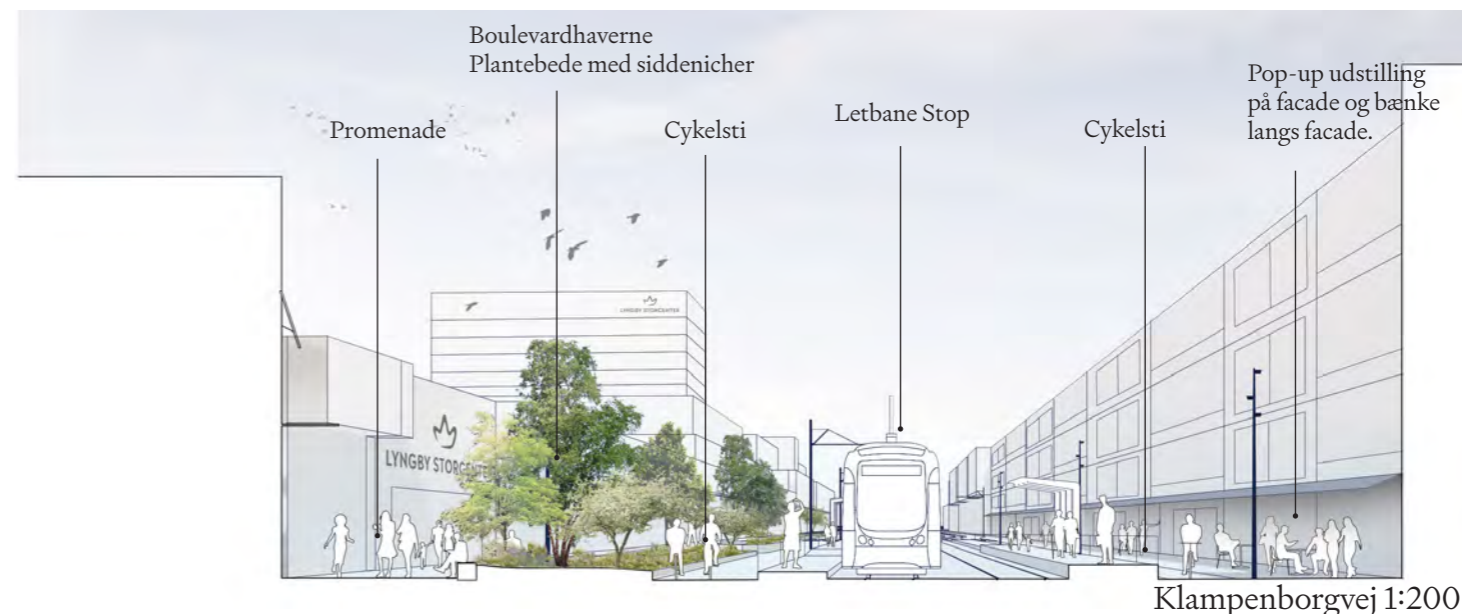 Boulevardhaverne
Plantebede med siddenicher
Promenade
Cykelsti
Letbane Stop
Cykelsti
Pop-up udstilling
på facade og bænke
langs facade.
LYNGBY STORCENTER
LYNGBY STORCENTER
Klampenborgvej 1:200